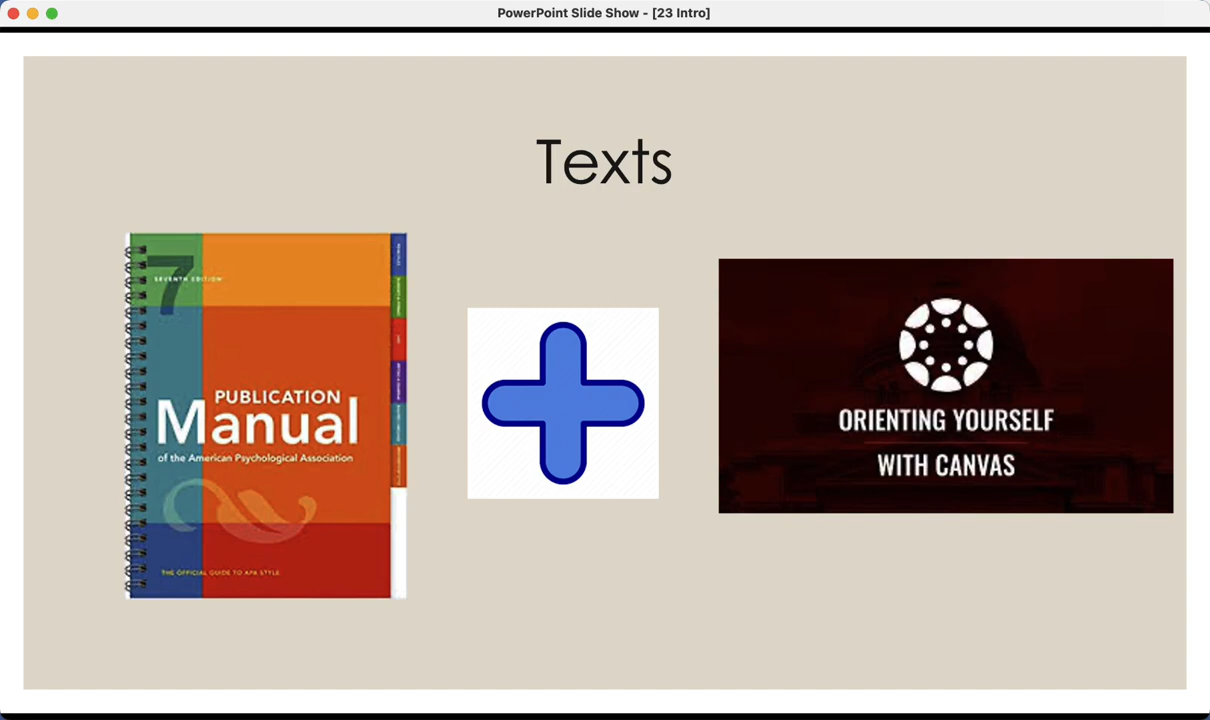 PowerPoint Slide Show - [23 Intro]
Texts
7
SEVENTH EDITION
PUBLICATION
Manual
of the American Psychological Association
THE OFFICIAL GUIDE TO APA STYLE
ORIENTING YOURSELF
WITH CANVAS